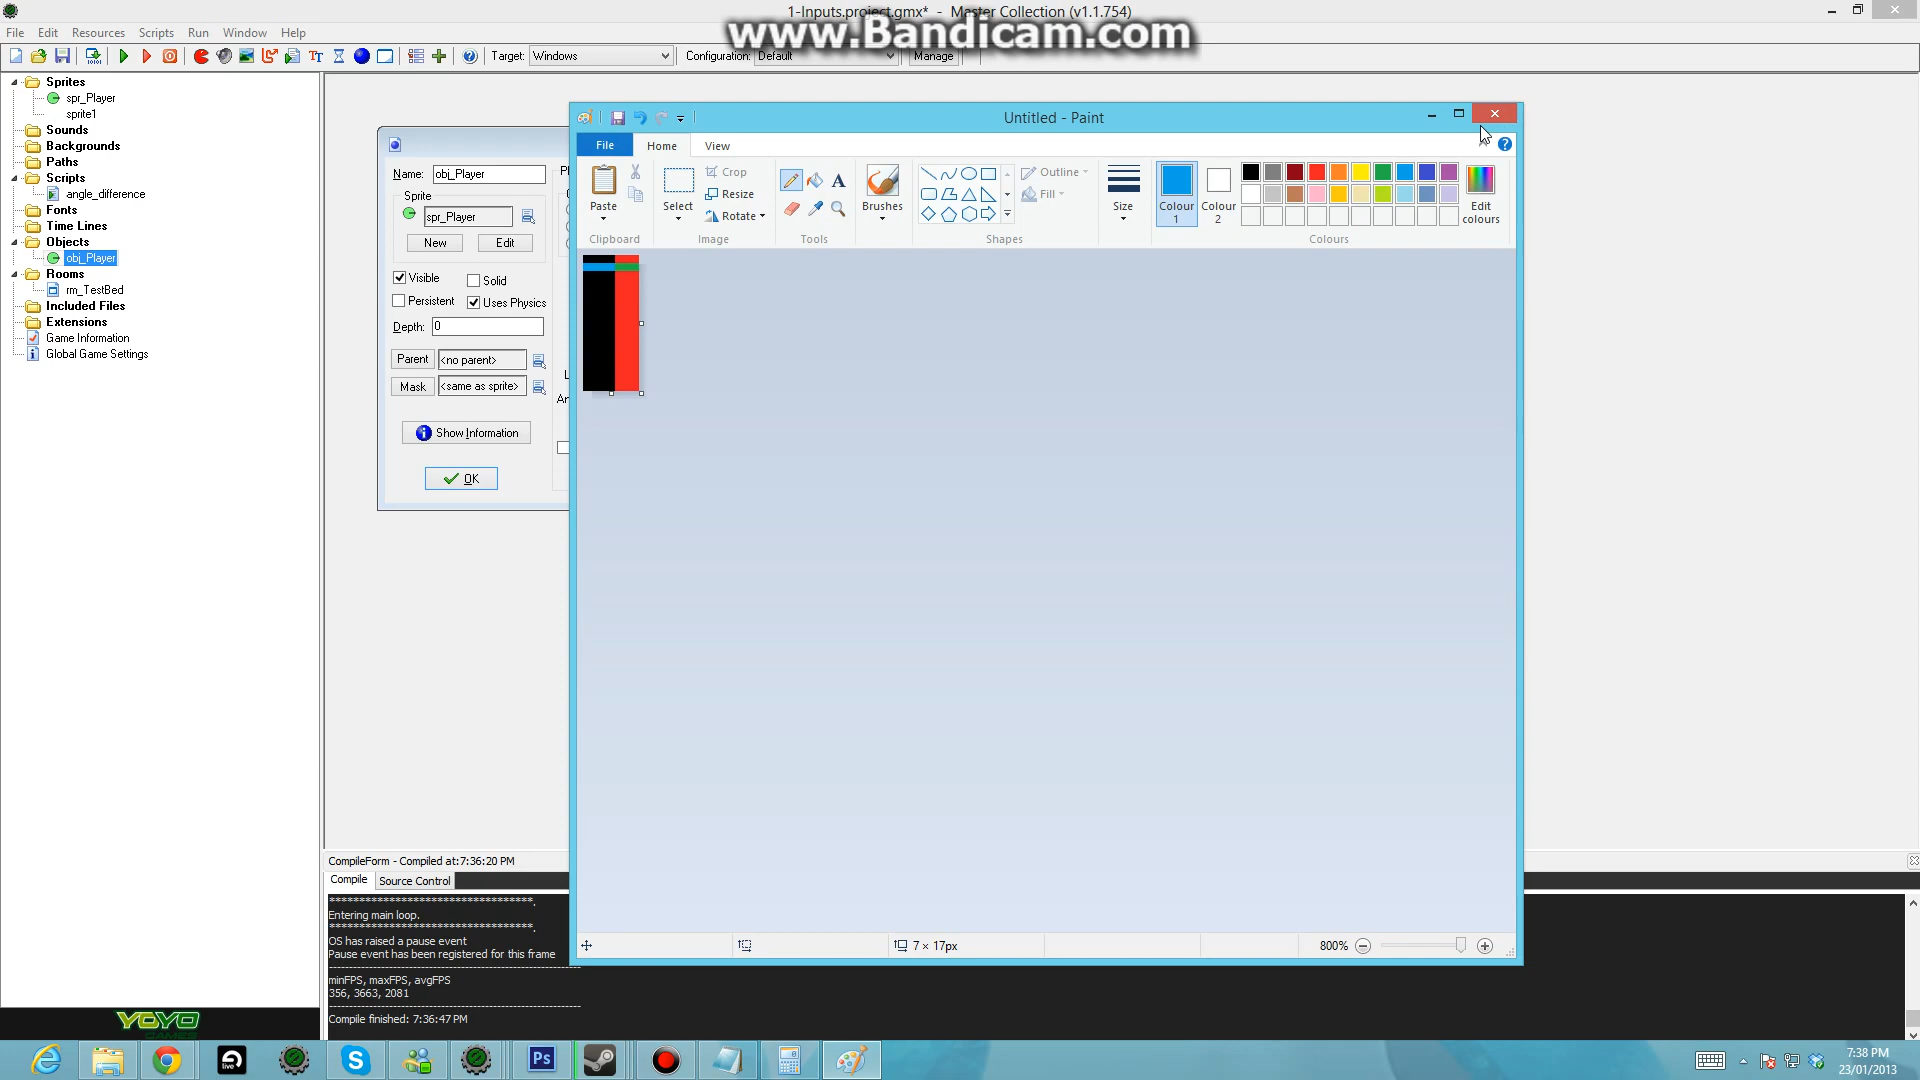 1-Inputs.project.gmx* - Master Collection (v1.1.754)
www.Bandicam.com
File Edit Resources Scripts Run Window Help
Target: Windows
Configuration: Default
Manage
Sprites
spr_Player
sprite1
Sounds
Backgrounds
Paths
Scripts
angle_difference
Fonts
Time Lines
Objects
obj_Player
Rooms
rm_TestBed
Included Files
Extensions
Game Information
Global Game Settings
Name: obj_Player
Sprite
spr_Player
New Edit
Visible Solid
Persistent Uses Physics
Depth: 0
Parent <no parent>
Mask <same as sprite>
Show Information
OK
Untitled - Paint
File Home View
Paste
Clipboard
Select
Crop
Resize
Rotate
Image
A
Tools
Brushes
Shapes
Outline
Fill
Size
Colour 1
Colour 2
Edit colours
Colours
7 × 17px
800%
CompileForm - Compiled at:7:36:20 PM
Compile Source Control
Entering main loop.
OS has raised a pause event
Pause event has been registered for this frame
minFPS, maxFPS, avgFPS
356, 3663, 2081
Compile finished: 7:36:47 PM
YOYO
GAMES
live
Ps
7:38 PM
23/01/2013